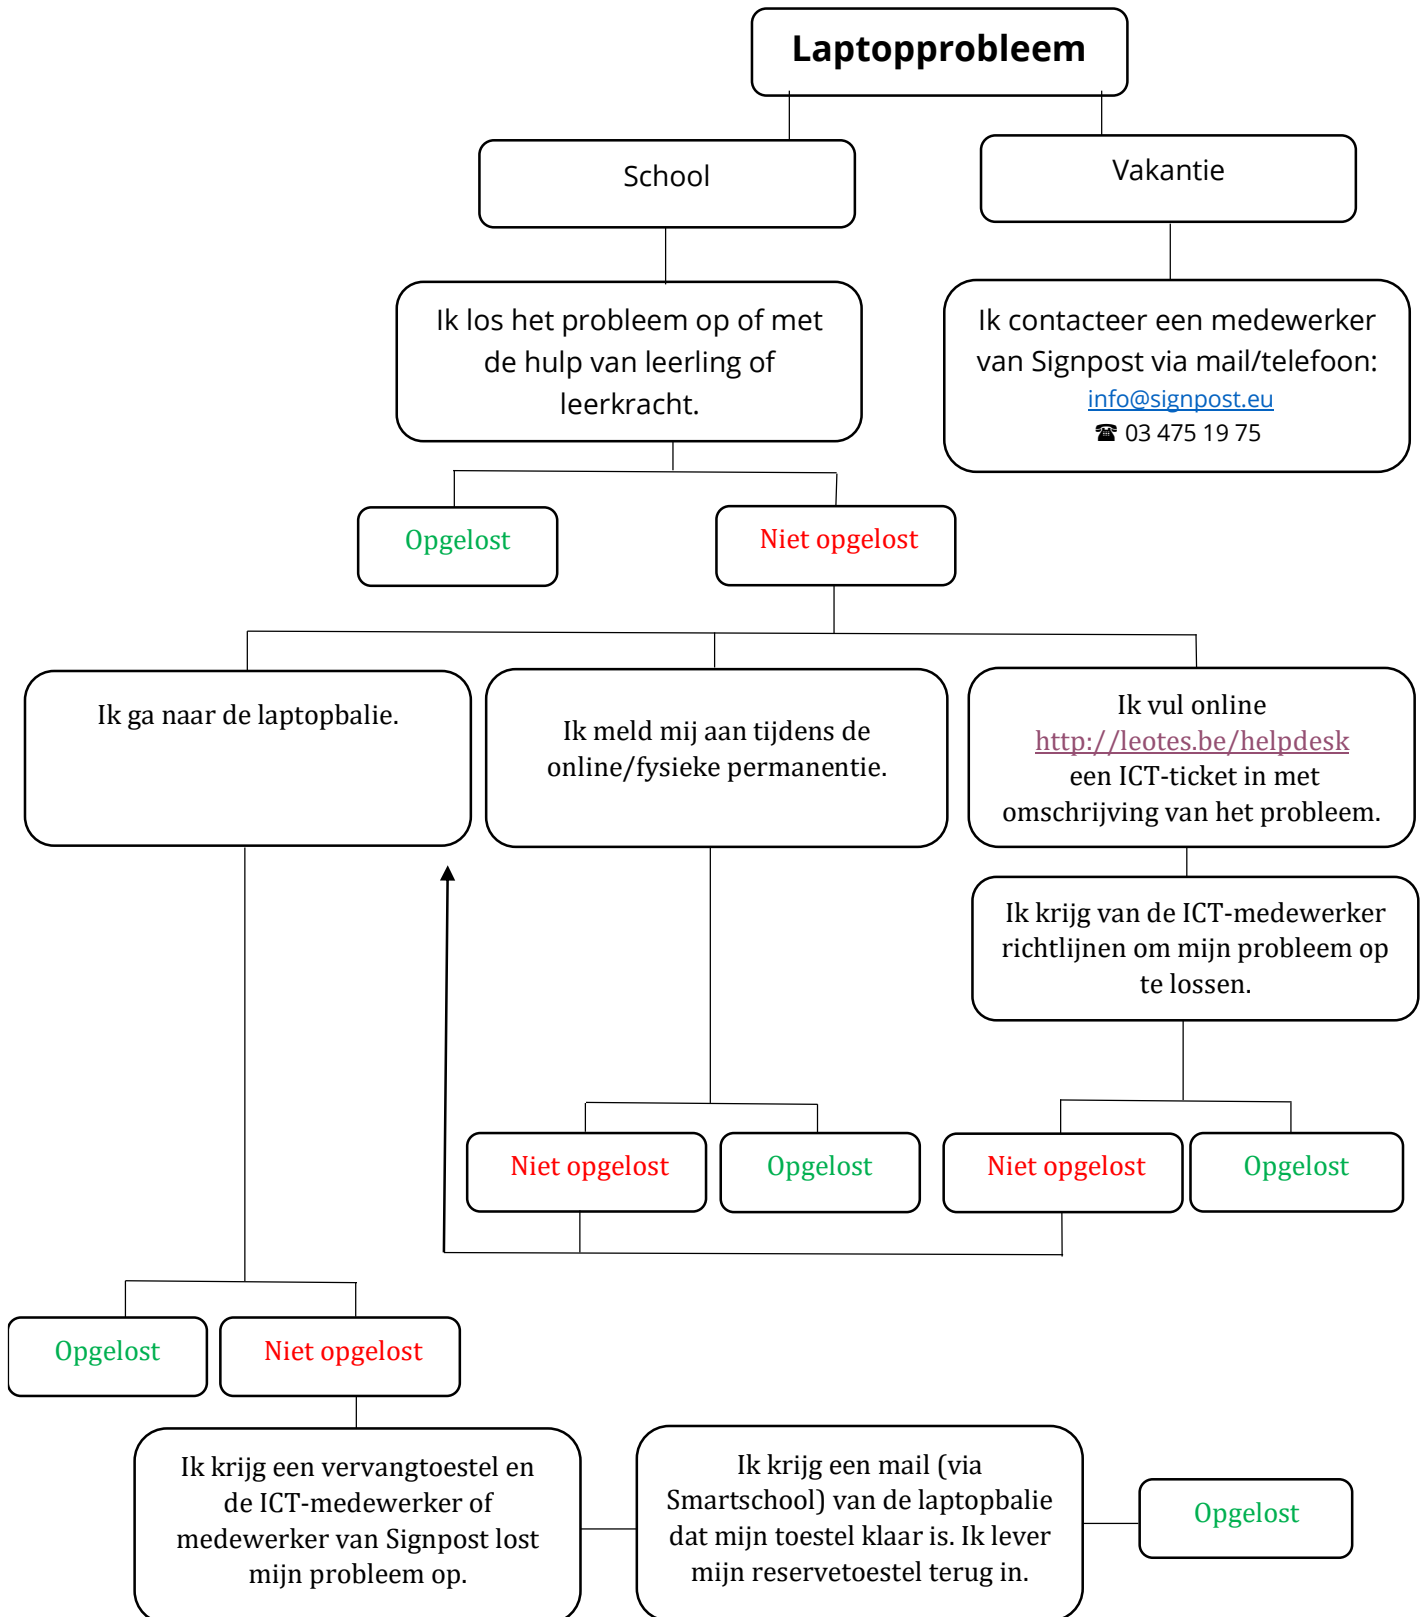 Laptopprobleem
School
Vakantie
Ik los het probleem op of met
de hulp van leerling of
leerkracht.
Ik contacteer een medewerker
van Signpost via mail/telefoon:
info@signpost.eu
☎ 03 475 19 75
Opgelost
Niet opgelost
Ik ga naar de laptopbalie.
Ik meld mij aan tijdens de
online/fysieke permanentie.
Ik vul online
http://leotes.be/helpdesk
een ICT-ticket in met
omschrijving van het probleem.
Ik krijg van de ICT-medewerker
richtlijnen om mijn probleem op
te lossen.
Niet opgelost
Opgelost
Niet opgelost
Opgelost
Opgelost
Niet opgelost
Ik krijg een vervangtoestel en
de ICT-medewerker of
medewerker van Signpost lost
mijn probleem op.
Ik krijg een mail (via
Smartschool) van de laptopbalie
dat mijn toestel klaar is. Ik lever
mijn reservetoestel terug in.
Opgelost